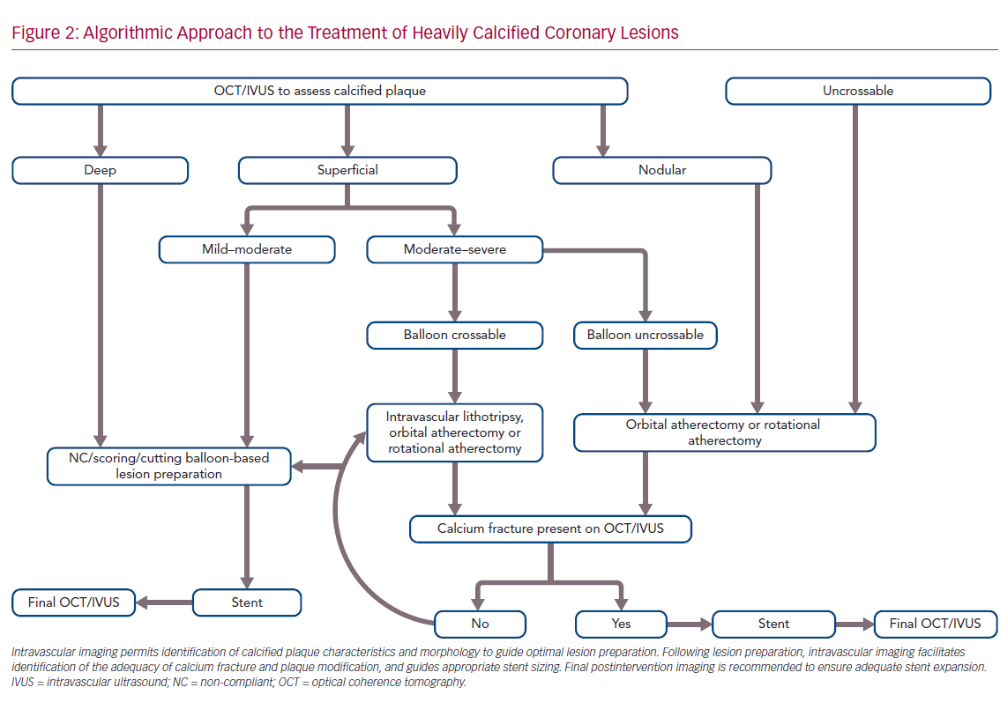 Figure 2: Algorithmic Approach to the Treatment of Heavily Calcified Coronary Lesions
OCT/IVUS to assess calcified plaque
Uncrossable
Deep
Superficial
Nodular
Mild–moderate
Moderate–severe
Balloon crossable
Balloon uncrossable
Intravascular lithotripsy,
orbital atherectomy or
rotational atherectomy
Orbital atherectomy or rotational
atherectomy
NC/scoring/cutting balloon-based
lesion preparation
Calcium fracture present on OCT/IVUS
Final OCT/IVUS
Stent
No
Yes
Stent
Final OCT/IVUS
Intravascular imaging permits identification of calcified plaque characteristics and morphology to guide optimal lesion preparation. Following lesion preparation, intravascular imaging facilitates
identification of the adequacy of calcium fracture and plaque modification, and guides appropriate stent sizing. Final postintervention imaging is recommended to ensure adequate stent expansion.
IVUS = intravascular ultrasound; NC = non-compliant; OCT = optical coherence tomography.